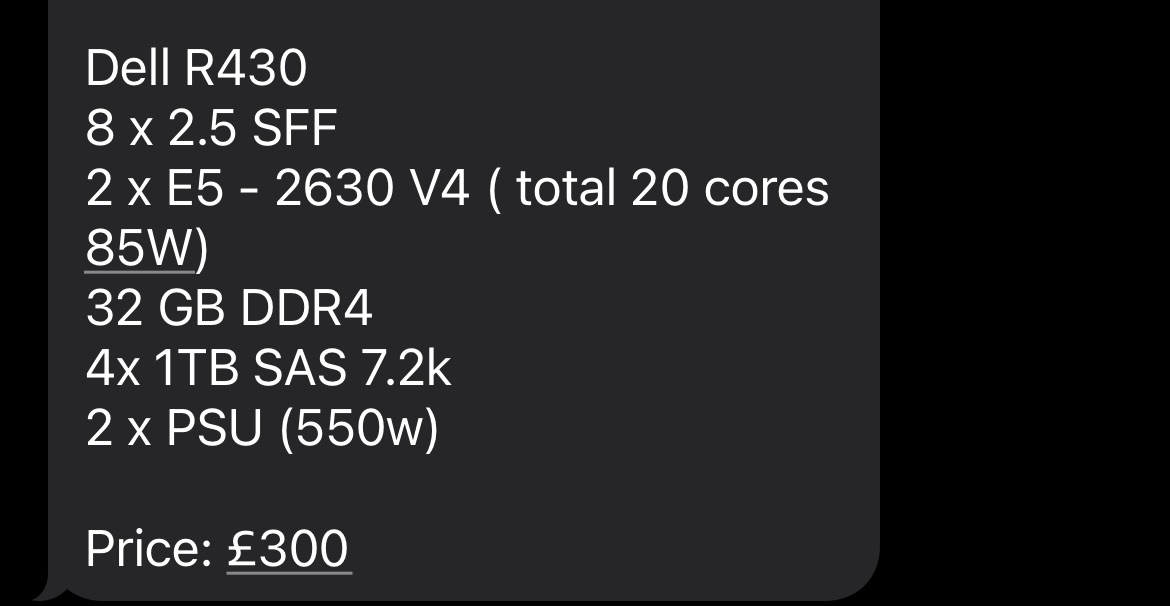 Dell R430
8 x 2.5 SFF
2 x E5 - 2630 V4 ( total 20 cores
85W)
32 GB DDR4
4x 1TB SAS 7.2k
2 x PSU (550w)
Price: £300